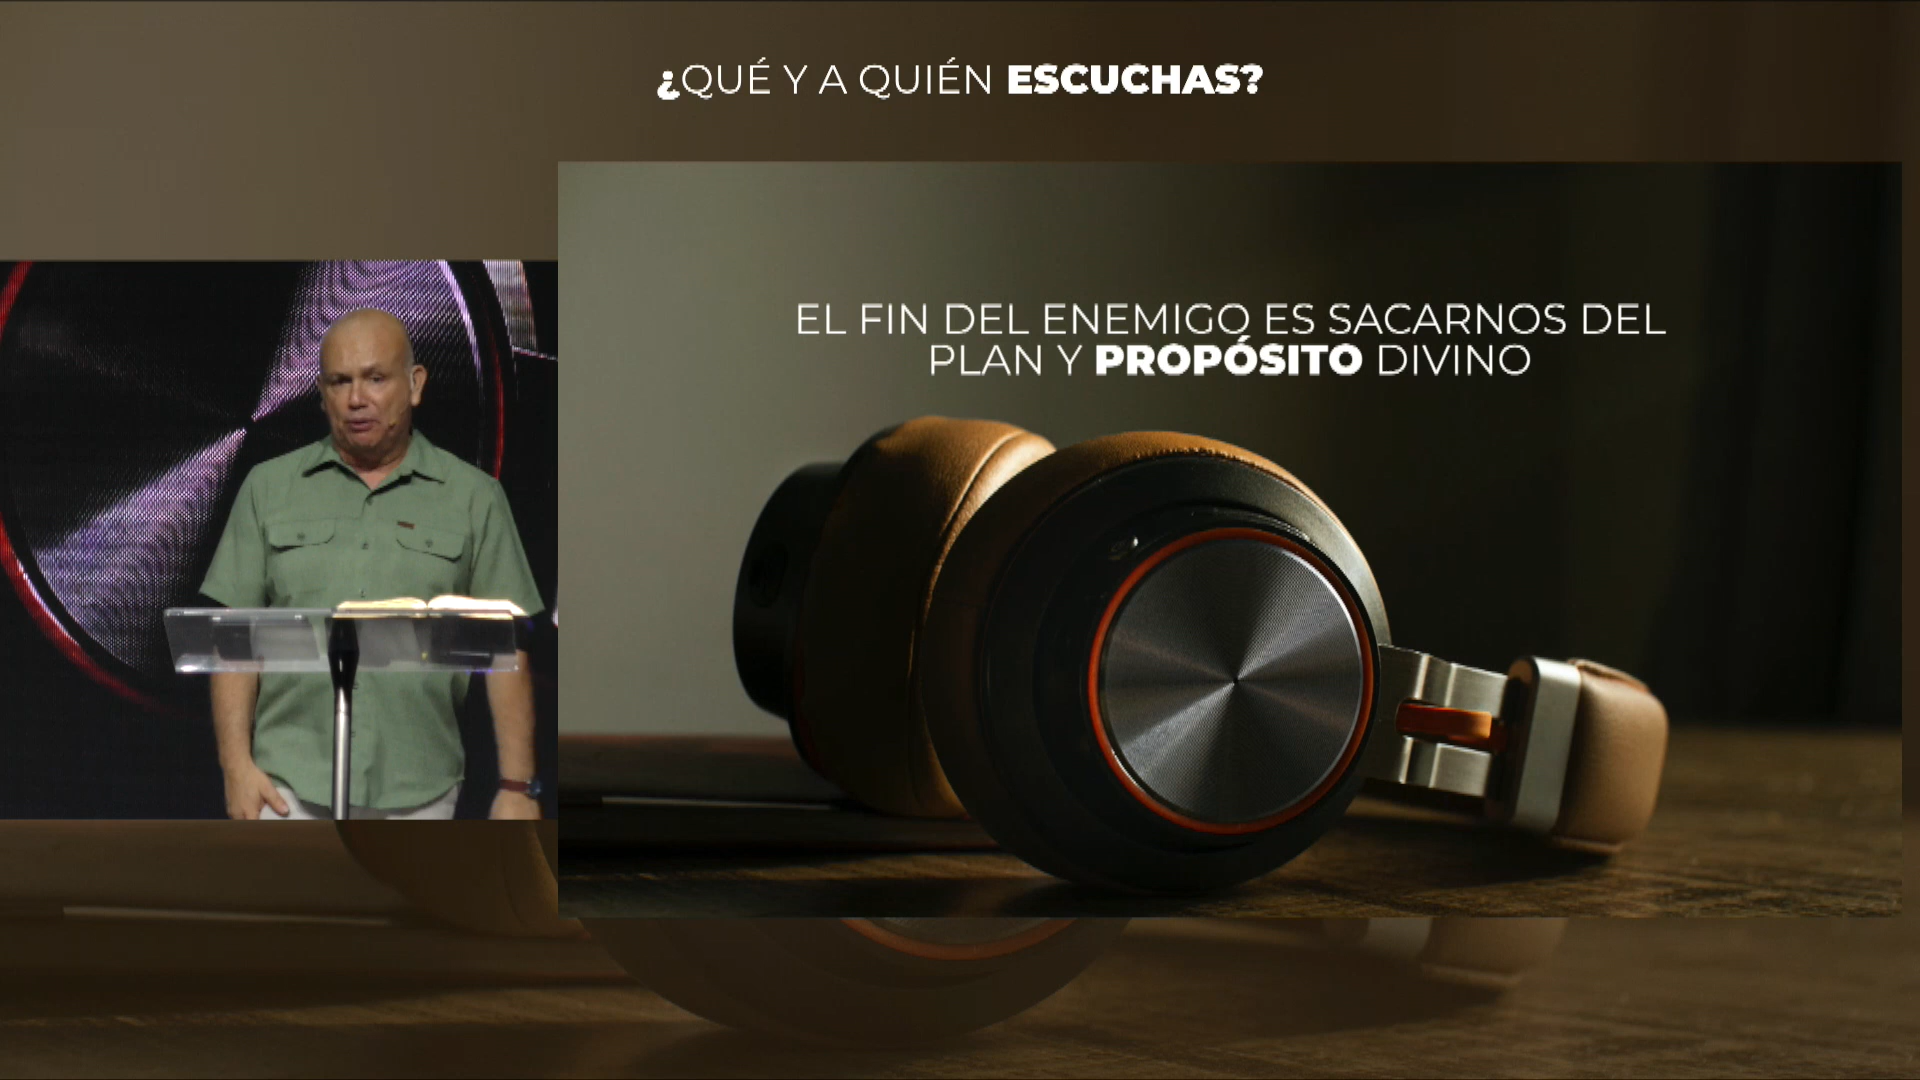 ¿QUÉ Y A QUIÉN ESCUCHAS?
EL FIN DEL ENEMIGO ES SACARNOS DEL
PLAN Y PROPÓSITO DIVINO